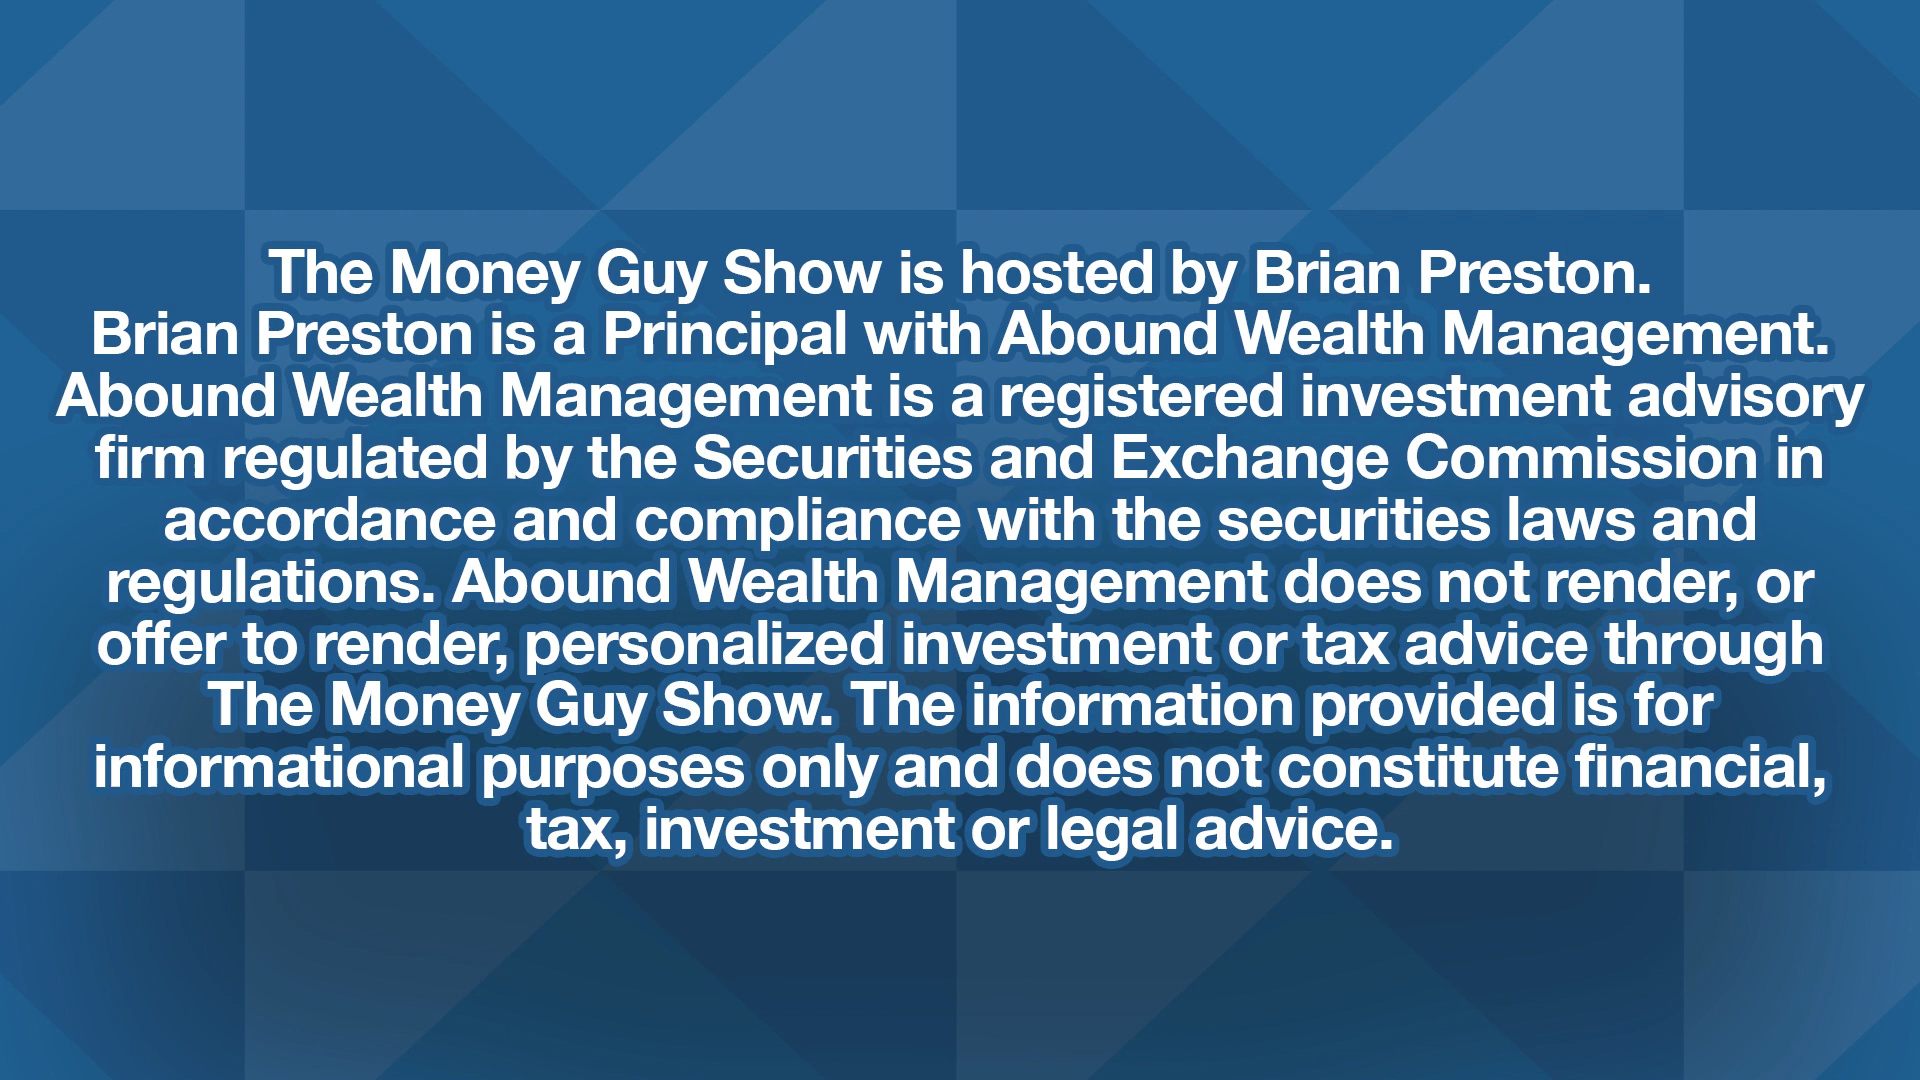 The Money Guy Show is hosted by Brian Preston.
Brian Preston is a Principal with Abound Wealth Management.
Abound Wealth Management is a registered investment advisory
firm regulated by the Securities and Exchange Commission in
accordance and compliance with the securities laws and
regulations. Abound Wealth Management does not render, or
offer to render, personalized investment or tax advice through
The Money Guy Show. The information provided is for
informational purposes only and does not constitute financial,
tax, investment or legal advice.